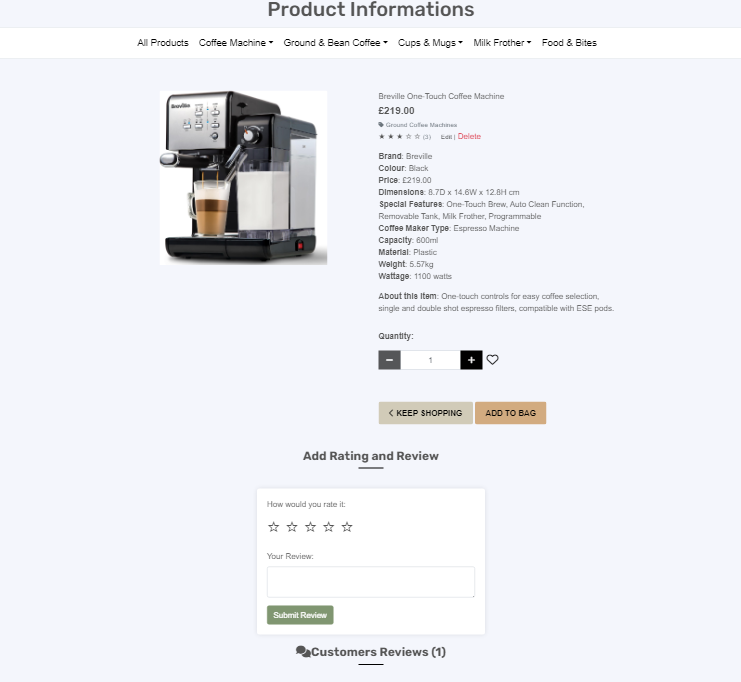 Product Informations
All Products Coffee Machine Ground & Bean Coffee Cups & Mugs Milk Frother Food & Bites
Breville
Breville One-Touch Coffee Machine
£219.00
Ground Coffee Machines
(3) Edit | Delete
Brand: Breville
Colour: Black
Price: £219.00
Dimensions: 8.7D x 14.6W x 12.8H cm
Special Features: One-Touch Brew, Auto Clean Function,
Removable Tank, Milk Frother, Programmable
Coffee Maker Type: Espresso Machine
Capacity: 600ml
Material: Plastic
Weight: 5.57kg
Wattage: 1100 watts
About this item: One-touch controls for easy coffee selection,
single and double shot espresso filters, compatible with ESE pods.
Quantity:
− 1 +
< KEEP SHOPPING ADD TO BAG
Add Rating and Review
How would you rate it:
Your Review:
Submit Review
Customers Reviews (1)